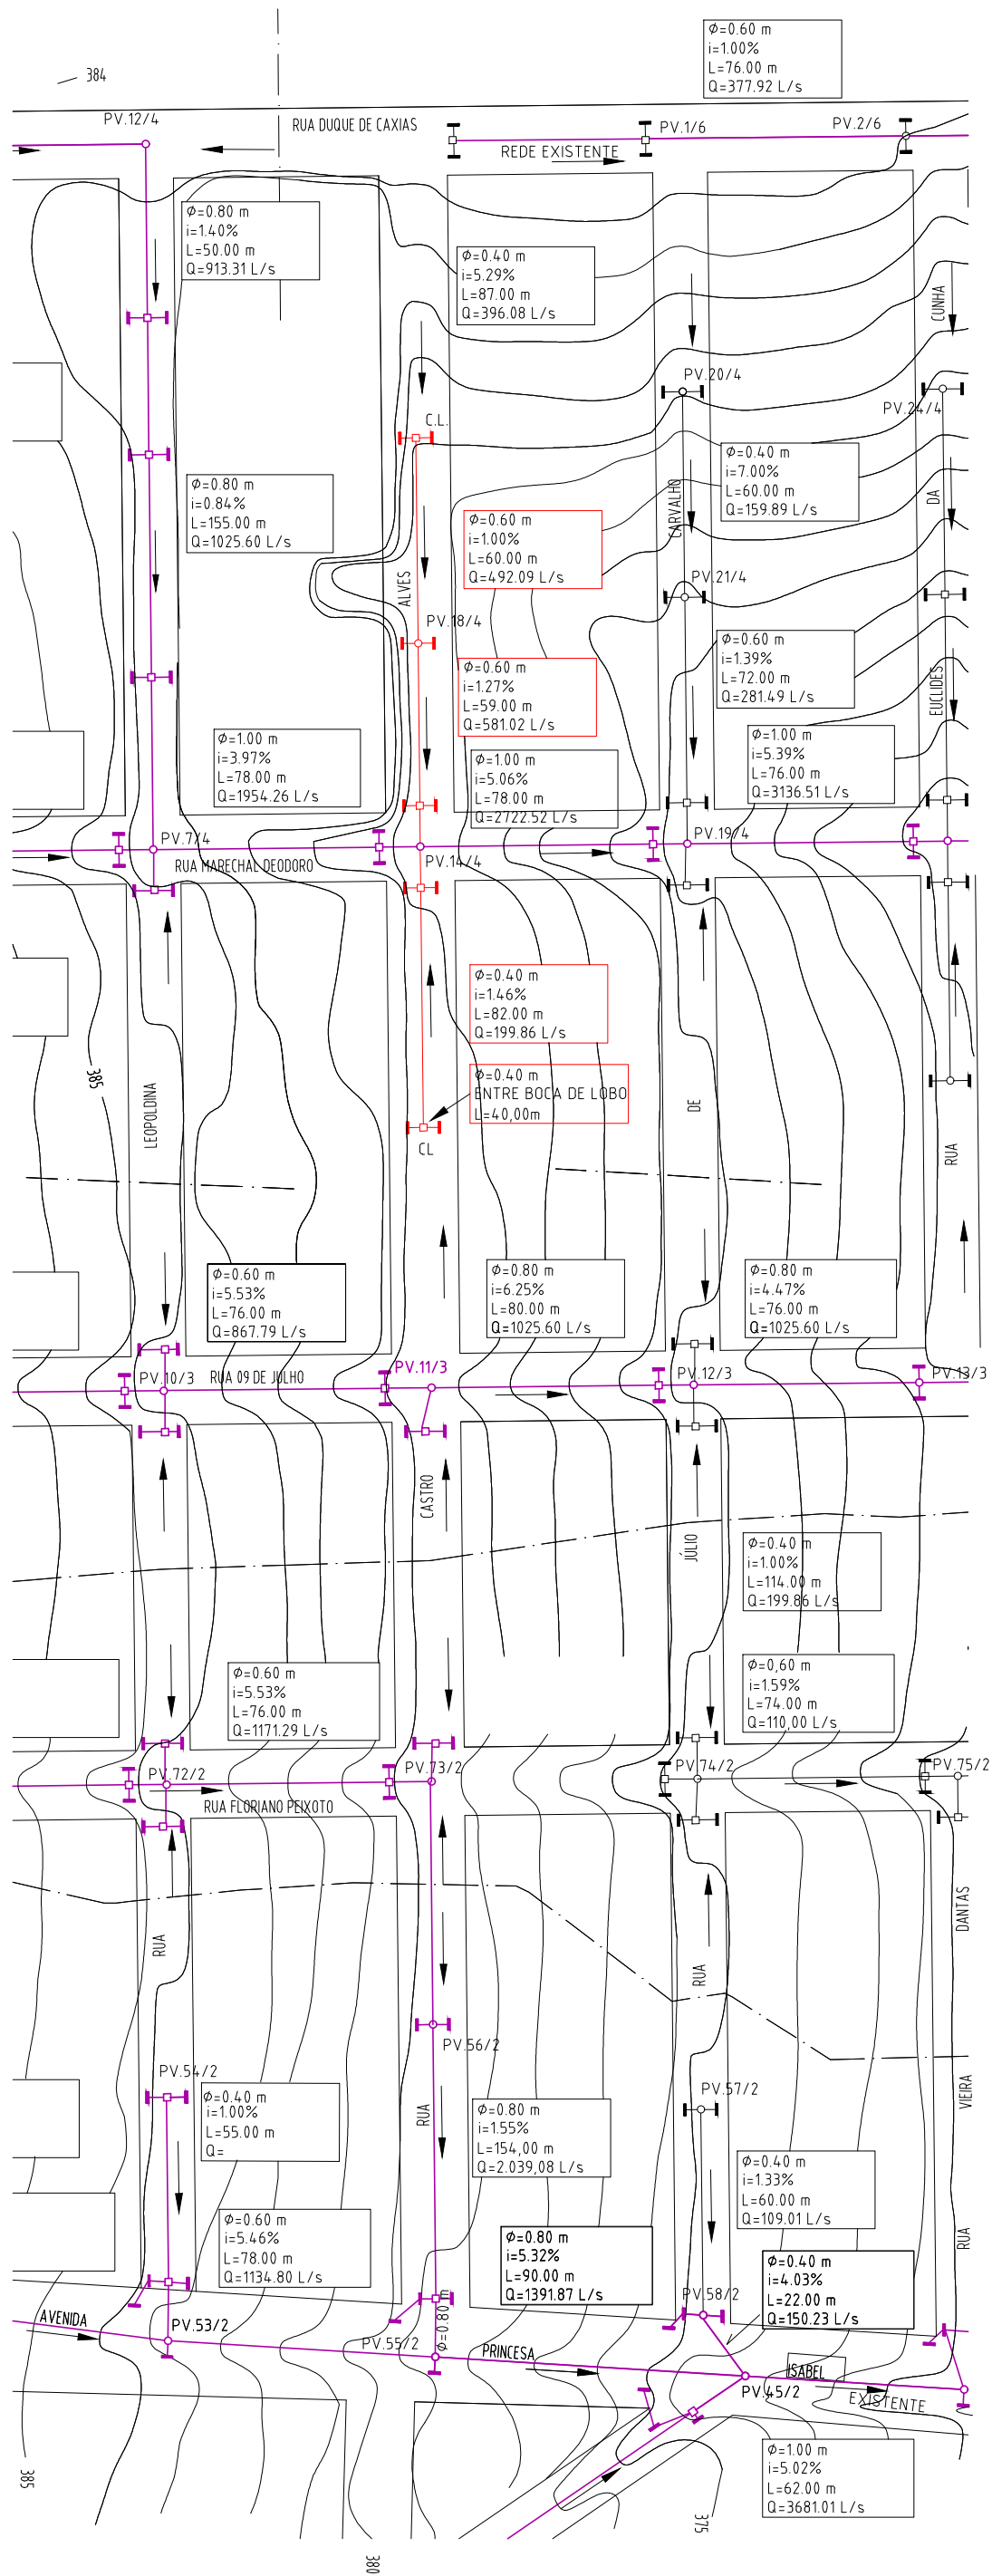 Φ=0.60 m
i=1.00%
L=76.00 m
Q=377.92 L/s
384
PV.12/4
RUA DUQUE DE CAXIAS
PV.1/6
PV.2/6
REDE EXISTENTE
Φ=0.80 m
i=1.40%
L=50.00 m
Q=913.31 L/s
Φ=0.40 m
i=5.29%
L=87.00 m
Q=396.08 L/s
CUNHA
PV.20/4
PV.24/4
C.L.
Φ=0.40 m
i=7.00%
L=60.00 m
Q=159.89 L/s
Φ=0.80 m
i=0.84%
L=155.00 m
Q=1025.60 L/s
CARVALHO
DA
Φ=0.60 m
i=1.00%
L=60.00 m
Q=492.09 L/s
ALVES
PV.21/4
PV.18/4
Φ=0.60 m
i=1.39%
L=72.00 m
Q=281.49 L/s
Φ=0.60 m
i=1.27%
L=59.00 m
Q=581.02 L/s
EUCLIDES
Φ=1.00 m
i=3.97%
L=78.00 m
Q=1954.26 L/s
Φ=1.00 m
i=5.06%
L=78.00 m
Q=2722.52 L/s
Φ=1.00 m
i=5.39%
L=76.00 m
Q=3136.51 L/s
PV.7/4
PV.14/4
PV.19/4
RUA MARECHAL DEODORO
Φ=0.40 m
i=1.46%
L=82.00 m
Q=199.86 L/s
385
Φ=0.40 m
ENTRE BOCA DE LOBO
L=40,00m
LEOPOLDINA
DE
CL
RUA
Φ=0.60 m
i=5.53%
L=76.00 m
Q=867.79 L/s
Φ=0.80 m
i=6.25%
L=80.00 m
Q=1025.60 L/s
Φ=0.80 m
i=4.47%
L=76.00 m
Q=1025.60 L/s
PV.10/3
RUA 09 DE JULHO
PV.11/3
PV.12/3
PV.13/3
CASTRO
JÚLIO
Φ=0.40 m
i=1.00%
L=114.00 m
Q=199.86 L/s
Φ=0.60 m
i=5.53%
L=76.00 m
Q=1171.29 L/s
Φ=0,60 m
i=1.59%
L=74.00 m
Q=110,00 L/s
PV.72/2
PV.73/2
PV.74/2
PV.75/2
RUA FLORIANO PEIXOTO
DANTAS
RUA
RUA
PV.56/2
PV.54/2
PV.57/2
VIEIRA
Φ=0.40 m
i=1.00%
L=55.00 m
Q=
RUA
Φ=0.80 m
i=1.55%
L=154,00 m
Q=2.039,08 L/s
Φ=0.40 m
i=1.33%
L=60.00 m
Q=109.01 L/s
Φ=0.60 m
i=5.46%
L=78.00 m
Q=1134.80 L/s
Φ=0.80 m
i=5.32%
L=90.00 m
Q=1391.87 L/s
RUA
Φ=0.40 m
i=4.03%
L=22.00 m
Q=150.23 L/s
AVENIDA
PV.53/2
PV.55/2
Φ=0.80 m
PV.58/2
PRINCESA
ISABEL
PV.45/2
EXISTENTE
Φ=1.00 m
i=5.02%
L=62.00 m
Q=3681.01 L/s
385
375
380